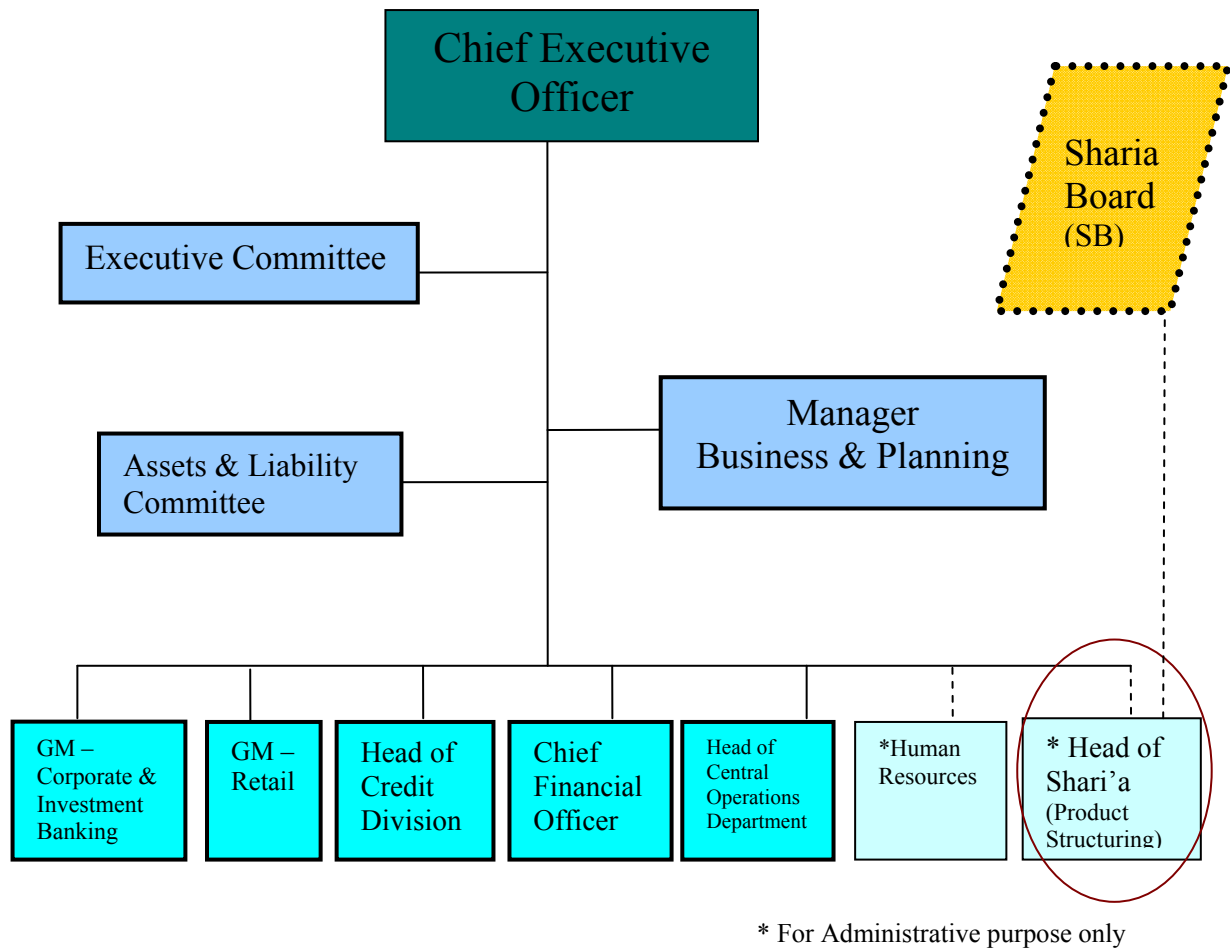 Chief Executive
Officer
Sharia
Board
(SB)
Executive Committee
Manager
Business & Planning
Assets & Liability
Committee
GM –
Corporate &
Investment
Banking
GM –
Retail
Head of
Credit
Division
Chief
Financial
Officer
Head of
Central
Operations
Department
*Human
Resources
* Head of
Shari’a
(Product
Structuring)
* For Administrative purpose only